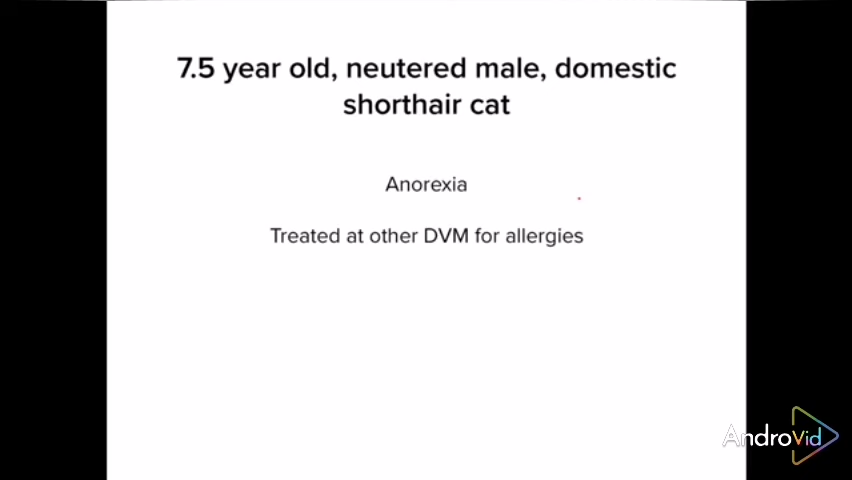 7.5 year old, neutered male, domestic
shorthair cat
Anorexia
Treated at other DVM for allergies
AndroVid